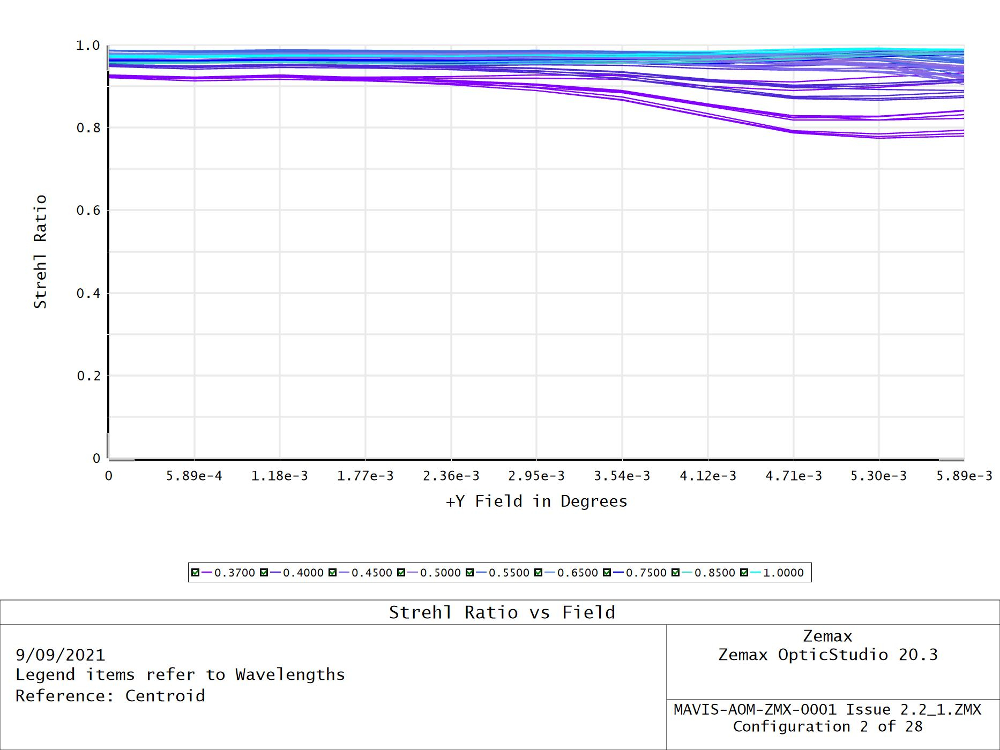 1.0
0.8
0.6
0.4
0.2
0
Strehl Ratio
0 5.89e-4 1.18e-3 1.77e-3 2.36e-3 2.95e-3 3.54e-3 4.12e-3 4.71e-3 5.30e-3 5.89e-3
+Y Field in Degrees
0.3700 0.4000 0.4500 0.5000 0.5500 0.6500 0.7500 0.8500 1.0000
Strehl Ratio vs Field
9/09/2021
Legend items refer to Wavelengths
Reference: Centroid
Zemax
Zemax OpticStudio 20.3
MAVIS-AOM-ZMX-0001 Issue 2.2_1.ZMX
Configuration 2 of 28